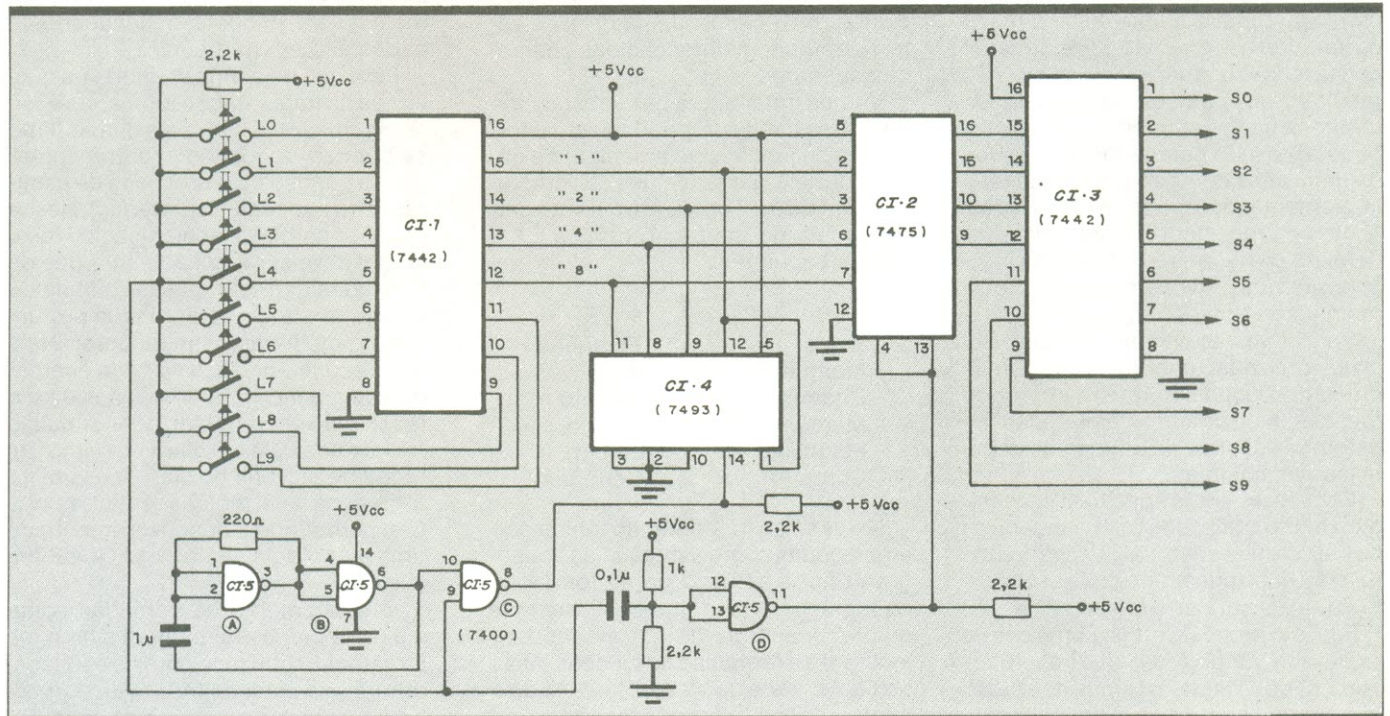 2,2k
+5Vcc
L0
L1
L2
L3
L4
L5
L6
L7
L8
L9
1
2
3
4
5
6
7
8
CI·1
(7442)
16
15
14
13
12
11
10
9
+5Vcc
"1"
"2"
"4"
"8"
5
2
3
6
7
12
CI·2
(7475)
16
15
10
9
4 13
+5Vcc
16
15
14
13
12
11
10
9
CI·3
(7442)
1
2
3
4
5
6
7
8
S0
S1
S2
S3
S4
S5
S6
S7
S8
S9
11 8 9 12 5
CI·4
(7493)
3 2 10 14 1
2,2k
+5Vcc
220Ω
1
2
CI·5
3
A
1µ
+5Vcc
14
4
5
CI·5
6
7
B
10
9
CI·5
8
C
(7400)
0,1µ
+5Vcc
1k
2,2k
12
13
CI·5
11
D
2,2k
+5Vcc